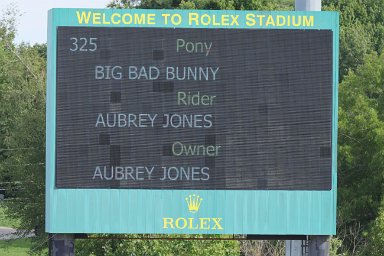 WELCOME TO ROLEX STADIUM
325 Pony
BIG BAD BUNNY
Rider
AUBREY JONES
Owner
AUBREY JONES
ROLEX